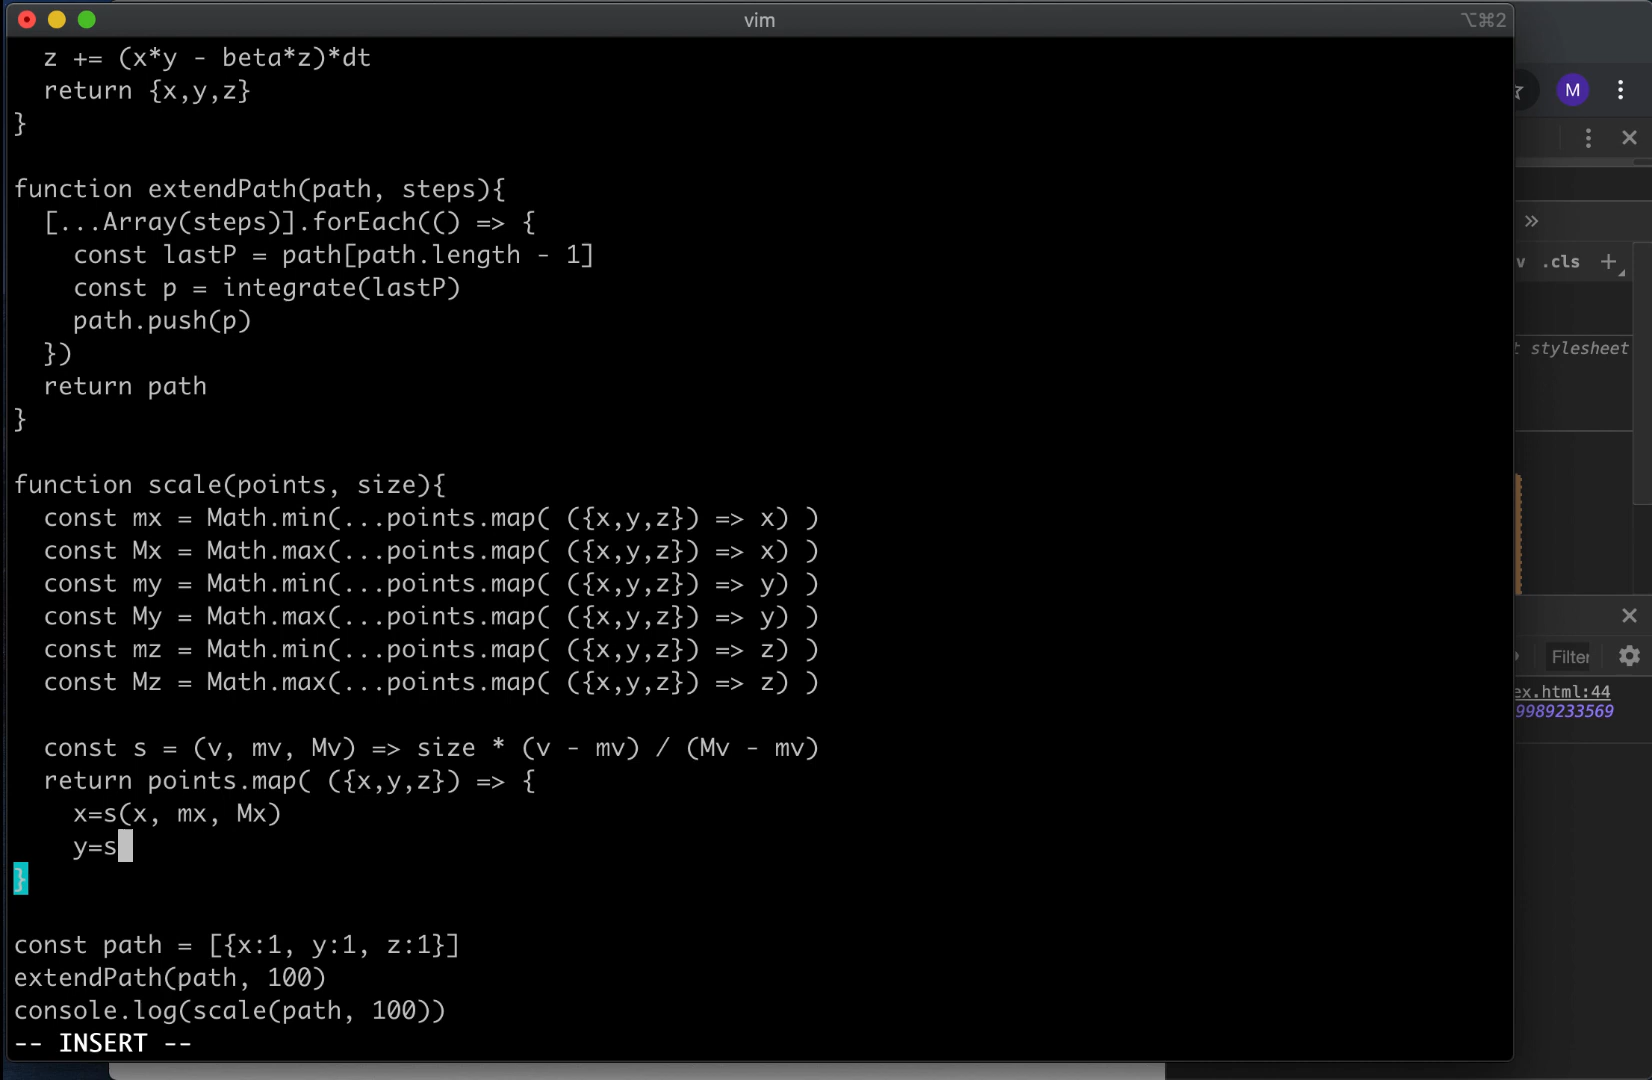 vim
⌥⌘2
z += (x*y - beta*z)*dt
return {x,y,z}
}
function extendPath(path, steps){
[...Array(steps)].forEach(() => {
const lastP = path[path.length - 1]
const p = integrate(lastP)
path.push(p)
})
return path
}
function scale(points, size){
const mx = Math.min(...points.map( ({x,y,z}) => x) )
const Mx = Math.max(...points.map( ({x,y,z}) => x) )
const my = Math.min(...points.map( ({x,y,z}) => y) )
const My = Math.max(...points.map( ({x,y,z}) => y) )
const mz = Math.min(...points.map( ({x,y,z}) => z) )
const Mz = Math.max(...points.map( ({x,y,z}) => z) )
const s = (v, mv, Mv) => size * (v - mv) / (Mv - mv)
return points.map( ({x,y,z}) => {
x=s(x, mx, Mx)
y=s
}
const path = [{x:1, y:1, z:1}]
extendPath(path, 100)
console.log(scale(path, 100))
-- INSERT --
M
»
v .cls +
t stylesheet
Filter
ex.html:44
9989233569